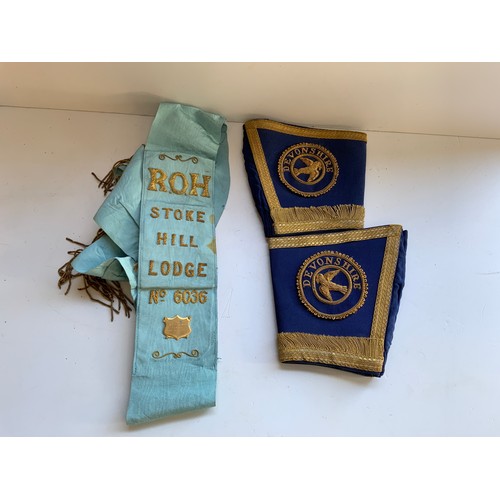 R.O.H
STOKE
HILL
LODGE
No 6036
DEVONSHIRE
DEVONSHIRE